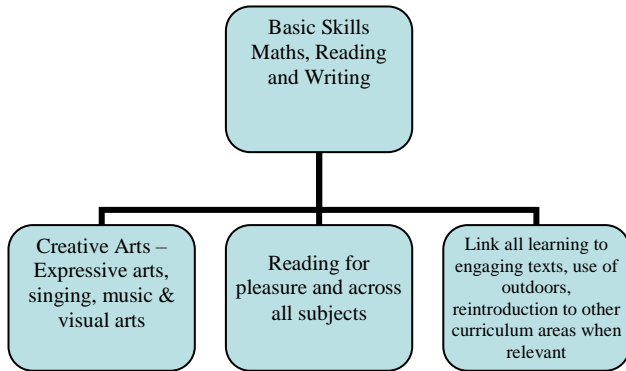 Basic Skills
Maths, Reading
and Writing
Creative Arts –
Expressive arts,
singing, music &
visual arts
Reading for
pleasure and across
all subjects
Link all learning to
engaging texts, use of
outdoors,
reintroduction to other
curriculum areas when
relevant